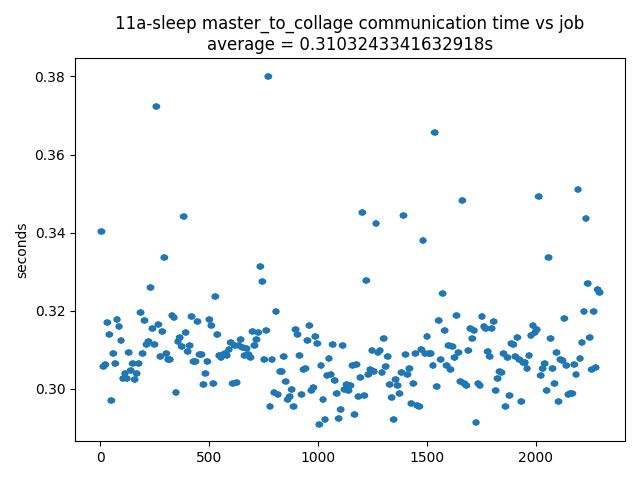 11a-sleep master_to_collage communication time vs job
average = 0.3103243341632918s
0.38
0.36
0.34
0.32
0.30
seconds
0 500 1000 1500 2000